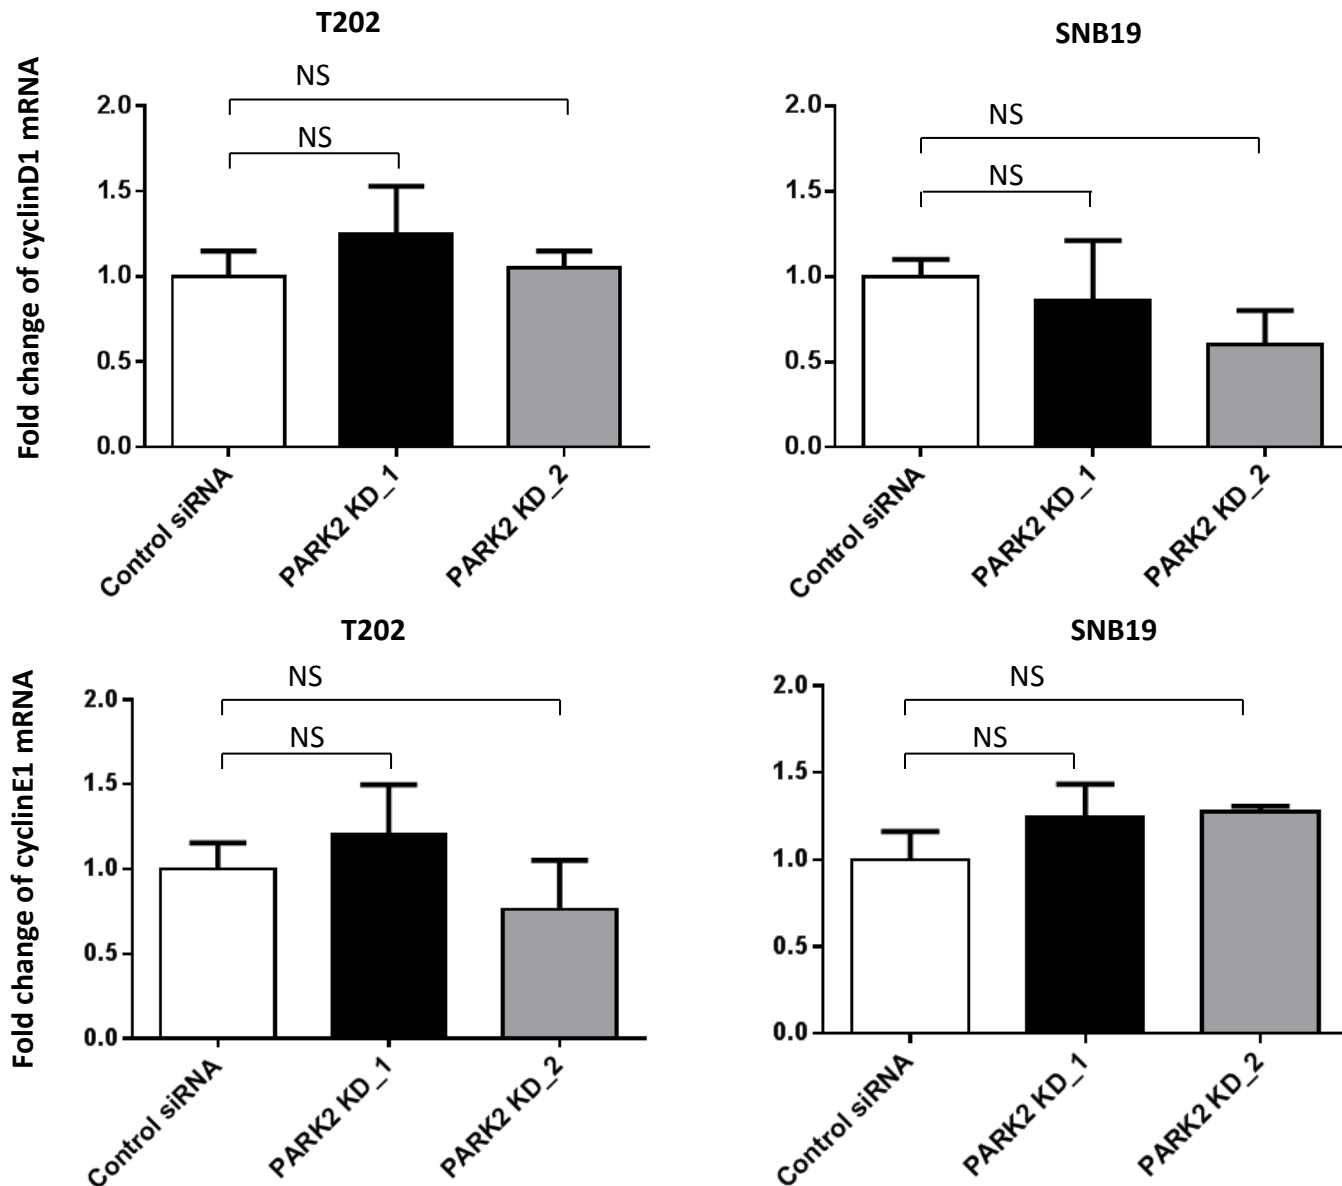 T202
Fold change of cyclinD1 mRNA
NS
NS
2.0
1.5
1.0
0.5
0.0
Control siRNA
PARK2 KD_1
PARK2 KD_2
SNB19
NS
NS
2.0
1.5
1.0
0.5
0.0
Control siRNA
PARK2 KD_1
PARK2 KD_2
T202
Fold change of cyclinE1 mRNA
NS
NS
2.0
1.5
1.0
0.5
0.0
Control siRNA
PARK2 KD_1
PARK2 KD_2
SNB19
NS
NS
2.0
1.5
1.0
0.5
0.0
Control siRNA
PARK2 KD_1
PARK2 KD_2